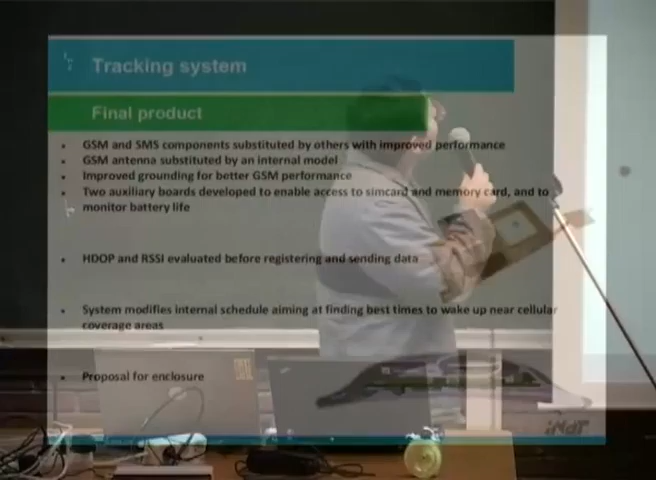 Tracking system
Final product
GSM and SMS components substituted by others with improved performance
GSM antenna substituted by an internal model
Improved grounding for better GSM performance
Two auxiliary boards developed to enable access to simcard and memory card, and to
monitor battery life
HDOP and RSSI evaluated before registering and sending data
System modifies internal schedule aiming at finding best times to wake up near cellular
coverage areas
Proposal for enclosure